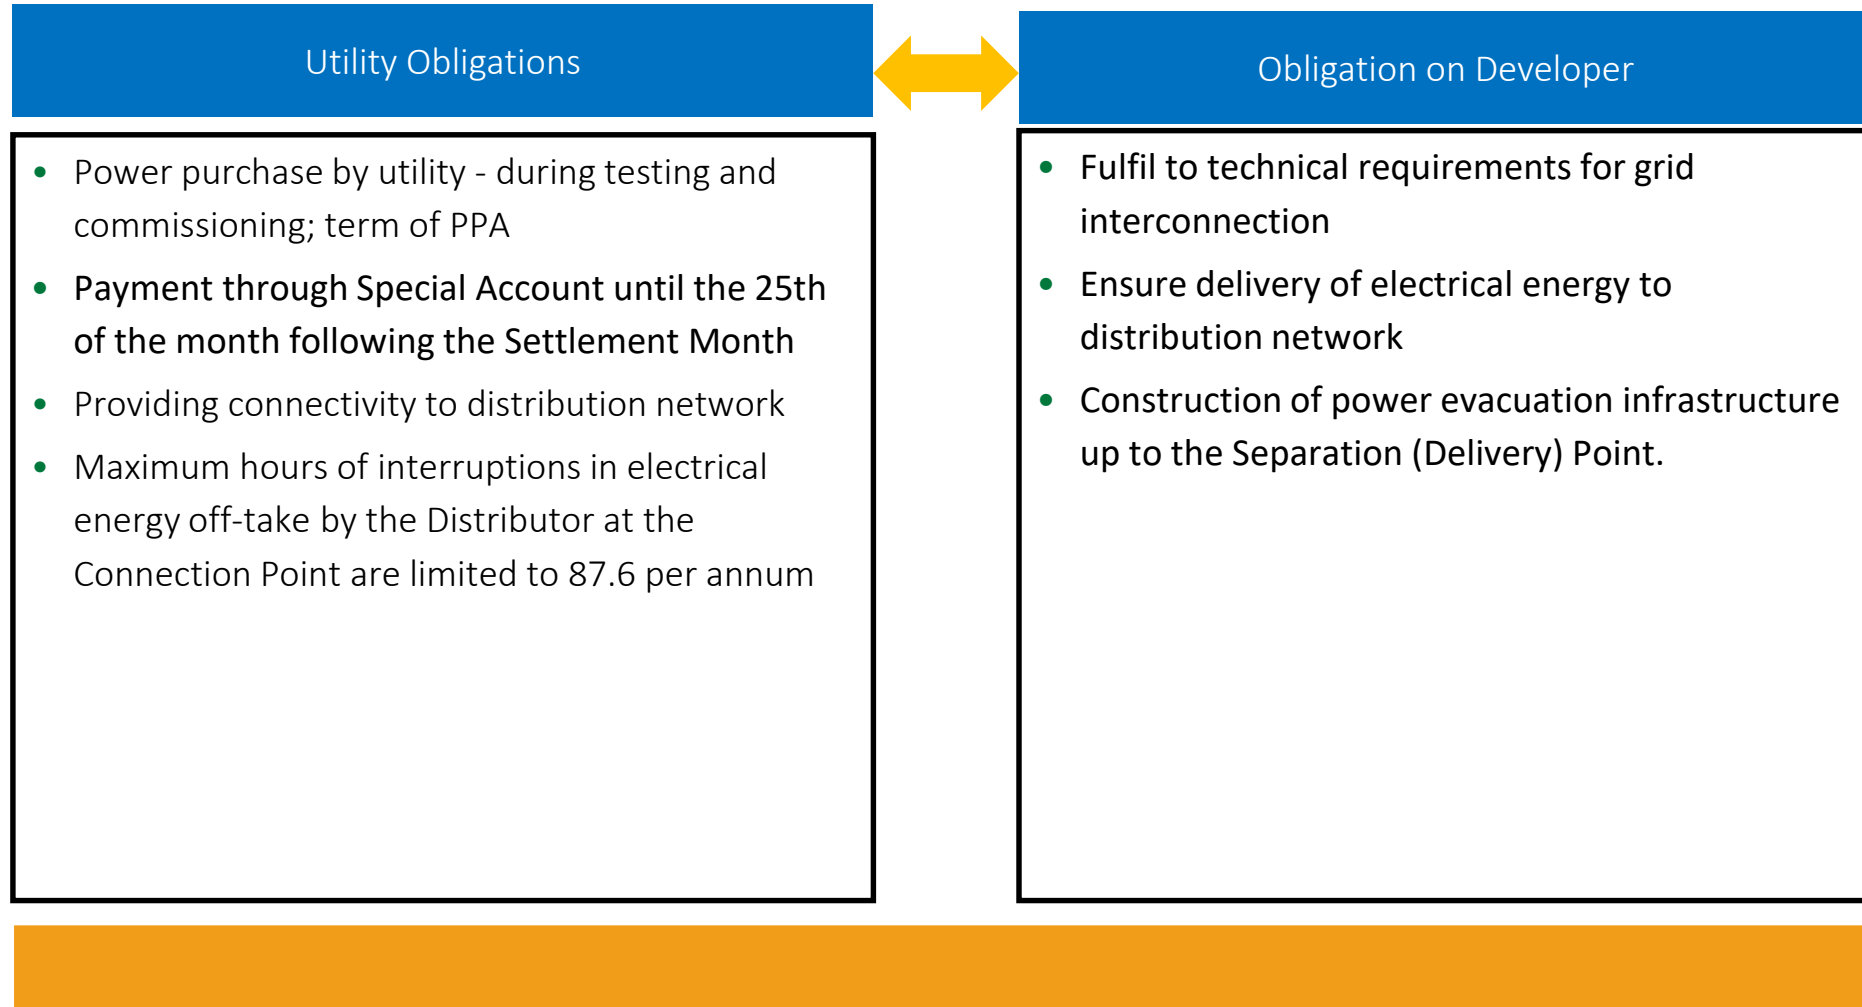 Utility Obligations
• Power purchase by utility - during testing and
commissioning; term of PPA
• Payment through Special Account until the 25th
of the month following the Settlement Month
• Providing connectivity to distribution network
• Maximum hours of interruptions in electrical
energy off-take by the Distributor at the
Connection Point are limited to 87.6 per annum
Obligation on Developer
• Fulfil to technical requirements for grid
interconnection
• Ensure delivery of electrical energy to
distribution network
• Construction of power evacuation infrastructure
up to the Separation (Delivery) Point.